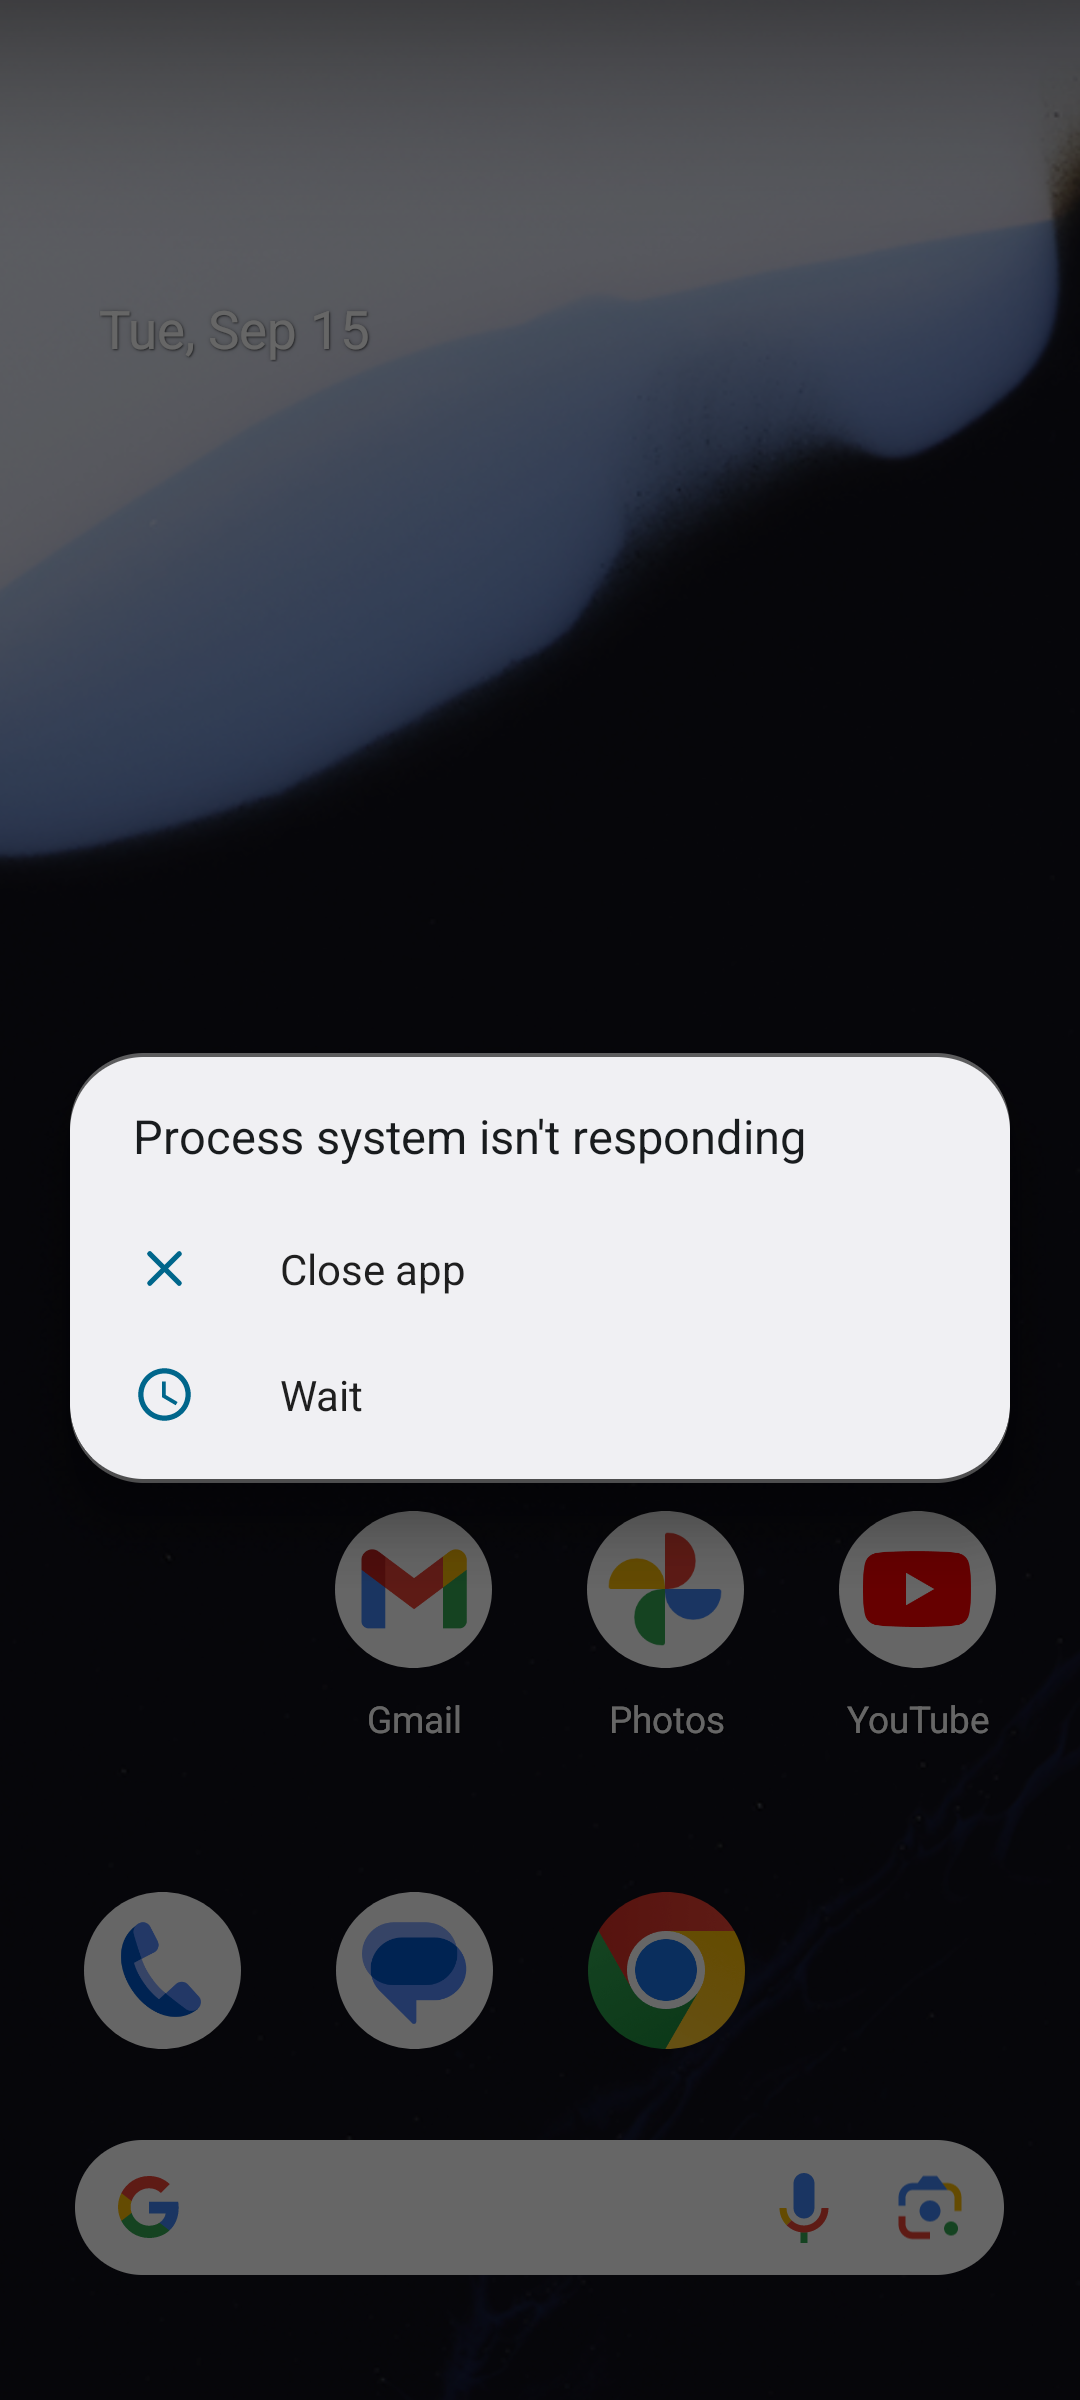 Tue, Sep 15
Process system isn't responding
Close app
Wait
Gmail
Photos
YouTube